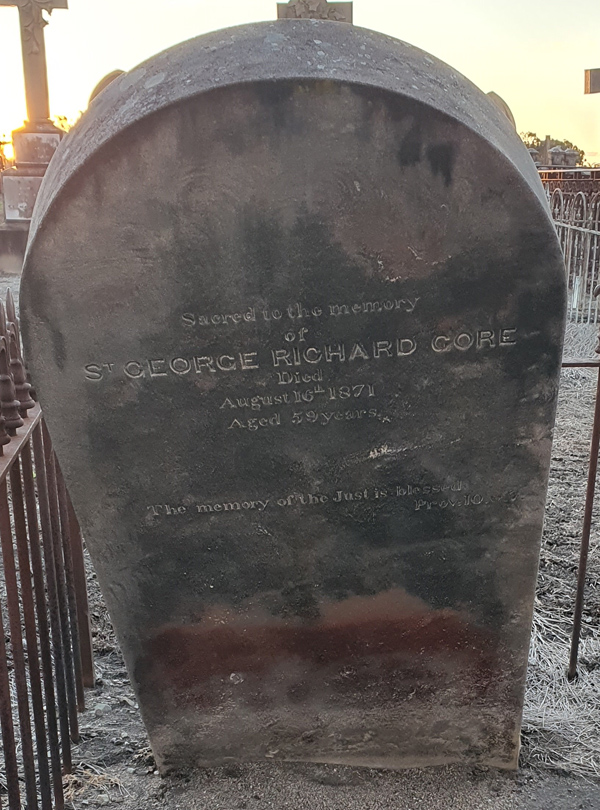 Sacred to the memory
of
ST GEORGE RICHARD GORE
Died
August 16th 1871
Aged 59 years
The memory of the Just is blessed.
Prov. 10.